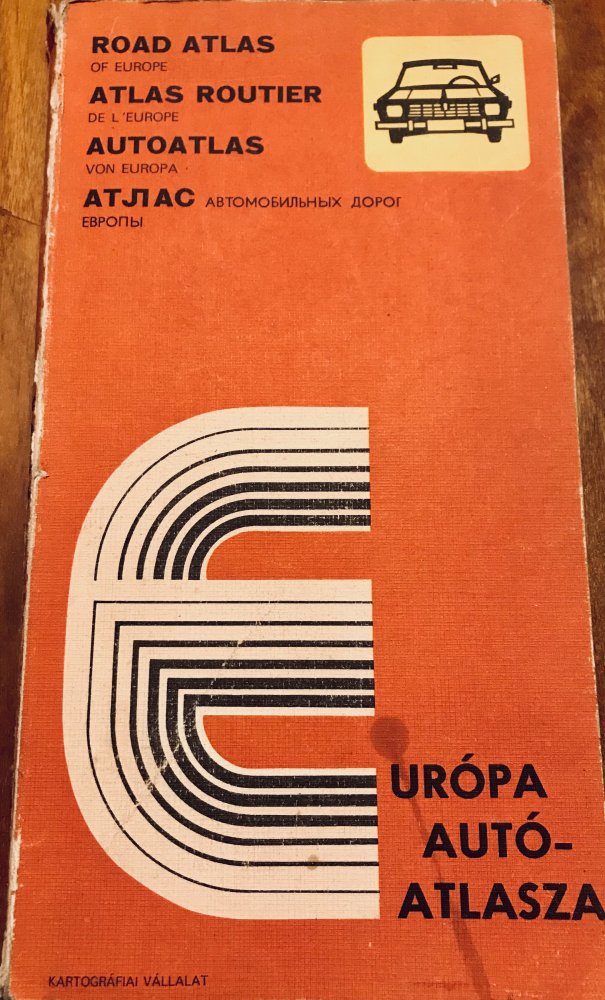 ROAD ATLAS
OF EUROPE
ATLAS ROUTIER
DE L'EUROPE
AUTOATLAS
VON EUROPA
АТЛАС АВТОМОБИЛЬНЫХ ДОРОГ
ЕВРОПЫ
EURÓPA
AUTÓ-
ATLASZA
KARTOGRÁFIAI VÁLLALAT